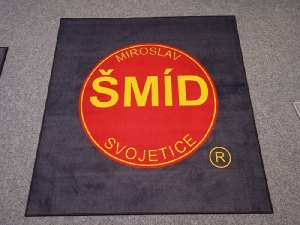 MIROSLAV
ŠMÍD
SVOJETICE
®